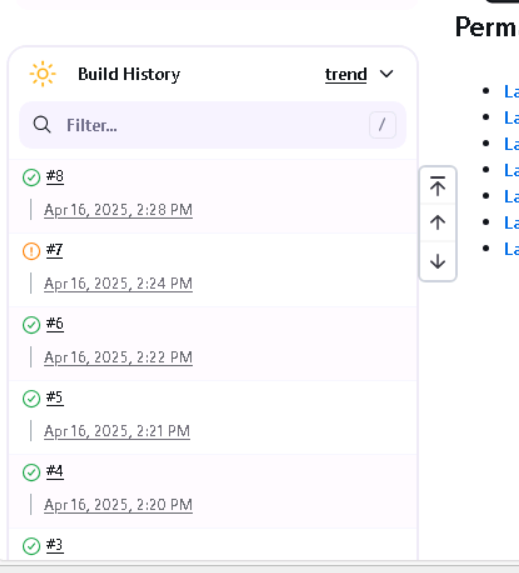 Perm
Build History
trend
Filter...
/
#8
Apr 16, 2025, 2:28 PM
#7
Apr 16, 2025, 2:24 PM
#6
Apr 16, 2025, 2:22 PM
#5
Apr 16, 2025, 2:21 PM
#4
Apr 16, 2025, 2:20 PM
#3
La
La
La
La
La
La
La